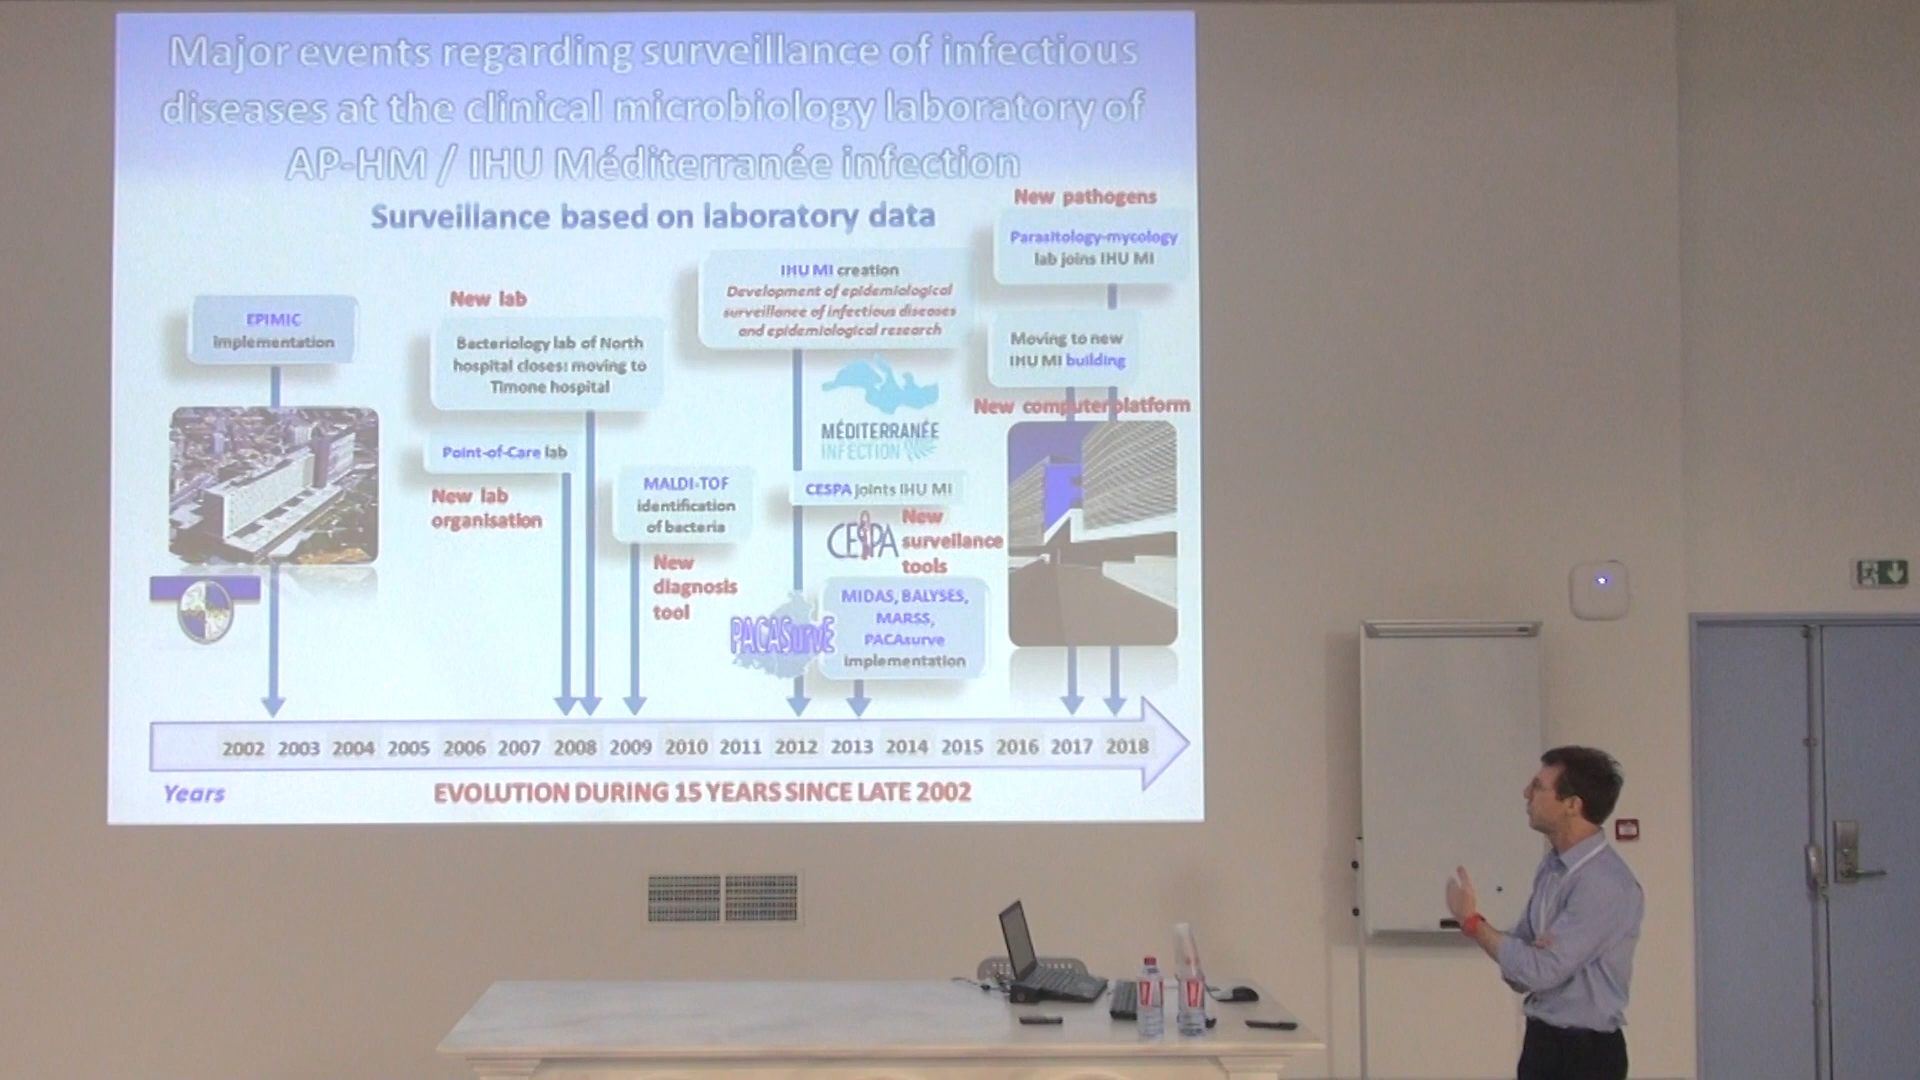 Major events regarding surveillance of infectious
diseases at the clinical microbiology laboratory of
AP-HM / IHU Méditerranée infection
Surveillance based on laboratory data
EPIMIC
implementation
New lab
Bacteriology lab of North
hospital closes: moving to
Timone hospital
Point-of-Care lab
New lab
organisation
MALDI-TOF
identification
of bacteria
New
diagnosis
tool
IHU MI creation
Development of epidemiological
surveillance of infectious diseases
and epidemiological research
MÉDITERRANÉE
INFECTION
CESPA joints IHU MI
CESPA
New
surveillance
tools
PACASurvE
MIDAS, BALYSES,
MARSS,
PACAsurve
implementation
New pathogens
Parasitology-mycology
lab joins IHU MI
Moving to new
IHU MI building
New computer platform
2002 2003 2004 2005 2006 2007 2008 2009 2010 2011 2012 2013 2014 2015 2016 2017 2018
Years
EVOLUTION DURING 15 YEARS SINCE LATE 2002